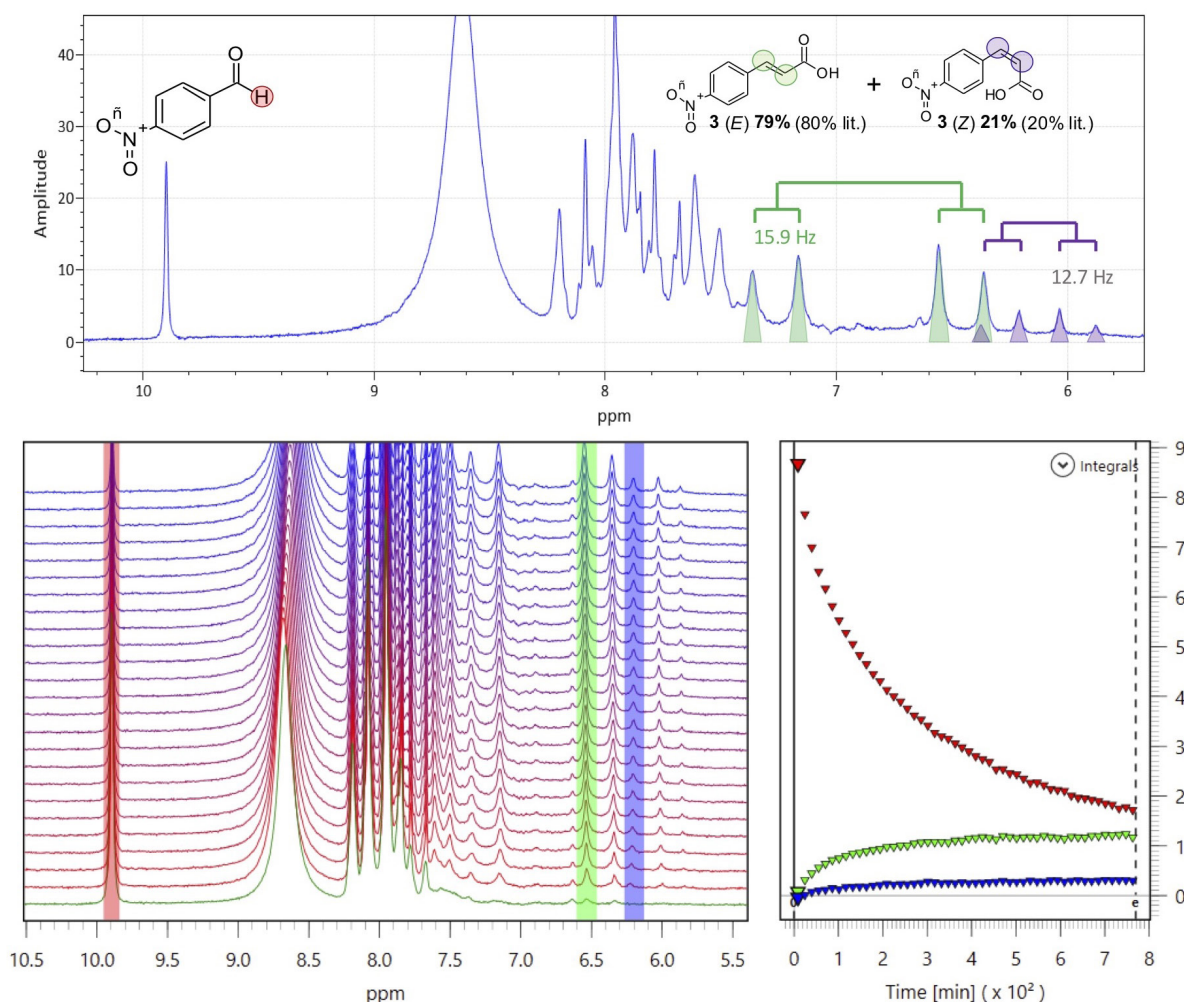 Amplitude
40
30
20
10
0
10
9
8
7
6
ppm
O
H
ñ
O
N
+
O
O
OH
ñ
O
N
+
O
3 (E) 79% (80% lit.)
+
ñ
O
N
+
O
HO
O
3 (Z) 21% (20% lit.)
15.9 Hz
12.7 Hz
10.5
10.0
9.5
9.0
8.5
8.0
7.5
7.0
6.5
6.0
5.5
ppm
Integrals
9
8
7
6
5
4
3
2
1
0
e
0
1
2
3
4
5
6
7
8
Time [min] ( x 10²)